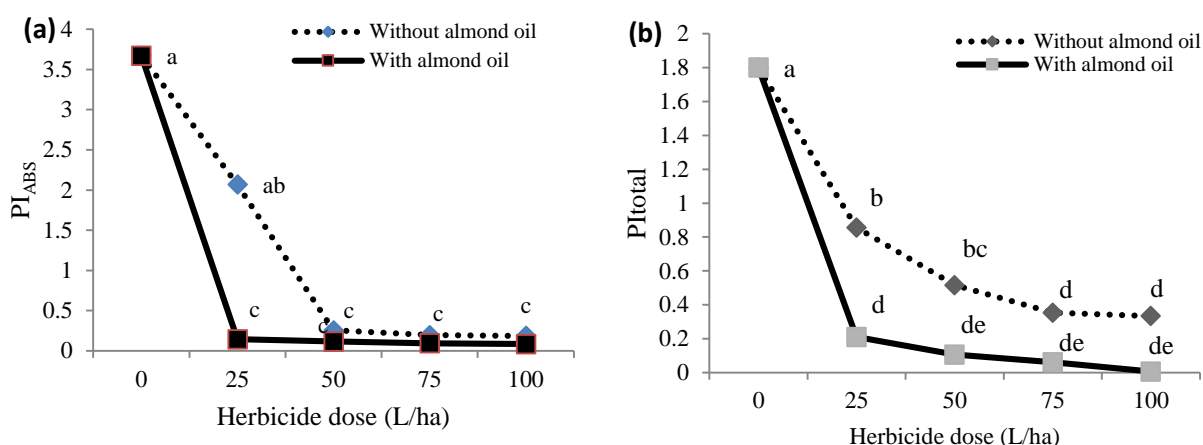 (a)
Without almond oil
With almond oil
4
3.5
3
2.5
2
1.5
1
0.5
0
PI_ABS
a
ab
c
c
c
c
c
0
25
50
75
100
Herbicide dose (L/ha)
(b)
Without almond oil
With almond oil
2
1.8
1.6
1.4
1.2
1
0.8
0.6
0.4
0.2
0
PItotal
a
b
bc
d
d
d
de
de
de
0
25
50
75
100
Herbicide dose (L/ha)